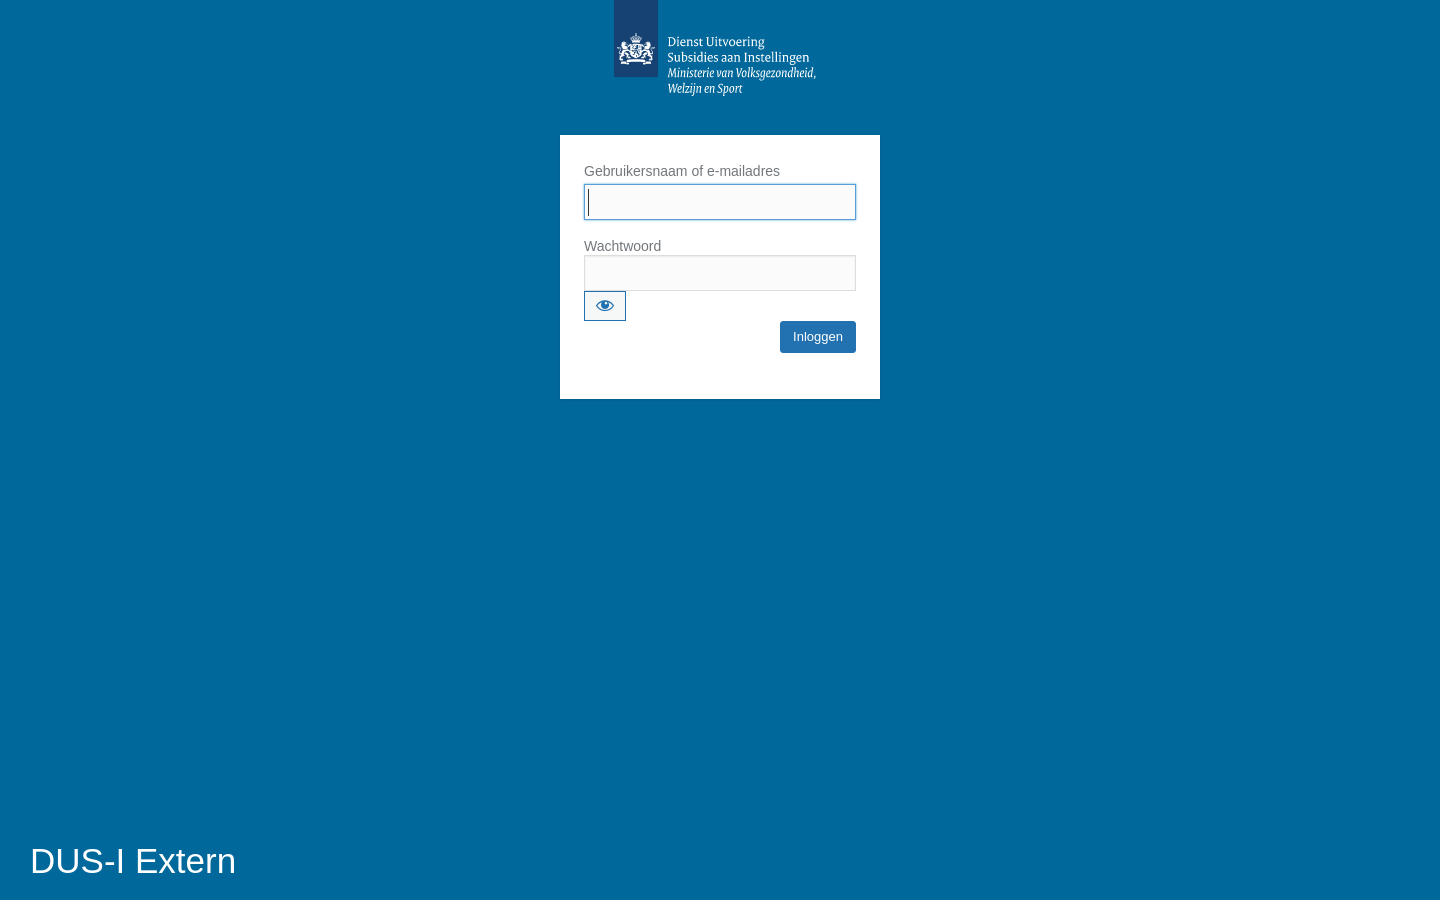 Dienst Uitvoering
Subsidies aan Instellingen
Ministerie van Volksgezondheid,
Welzijn en Sport
Gebruikersnaam of e-mailadres
Wachtwoord
Inloggen
DUS-I Extern